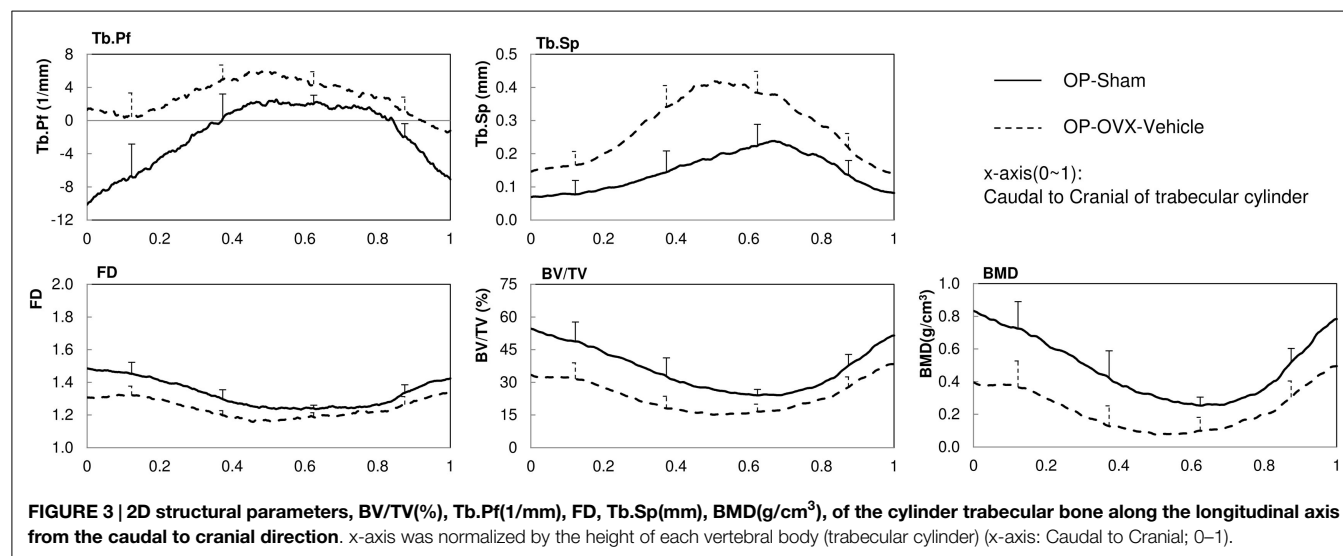 Tb.Pf
Tb.Pf (1/mm)
8
4
0
-4
-8
-12
0 0.2 0.4 0.6 0.8 1
Tb.Sp
Tb.Sp (mm)
0.5
0.4
0.3
0.2
0.1
0.0
0 0.2 0.4 0.6 0.8 1
OP-Sham
OP-OVX-Vehicle
x-axis(0~1):
Caudal to Cranial of trabecular cylinder
FD
FD
2.0
1.8
1.6
1.4
1.2
1.0
0 0.2 0.4 0.6 0.8 1
BV/TV
BV/TV (%)
75
60
45
30
15
0
0 0.2 0.4 0.6 0.8 1
BMD
BMD(g/cm³)
1.0
0.8
0.6
0.4
0.2
0.0
0 0.2 0.4 0.6 0.8 1
FIGURE 3 | 2D structural parameters, BV/TV(%), Tb.Pf(1/mm), FD, Tb.Sp(mm), BMD(g/cm³), of the cylinder trabecular bone along the longitudinal axis
from the caudal to cranial direction. x-axis was normalized by the height of each vertebral body (trabecular cylinder) (x-axis: Caudal to Cranial; 0–1).